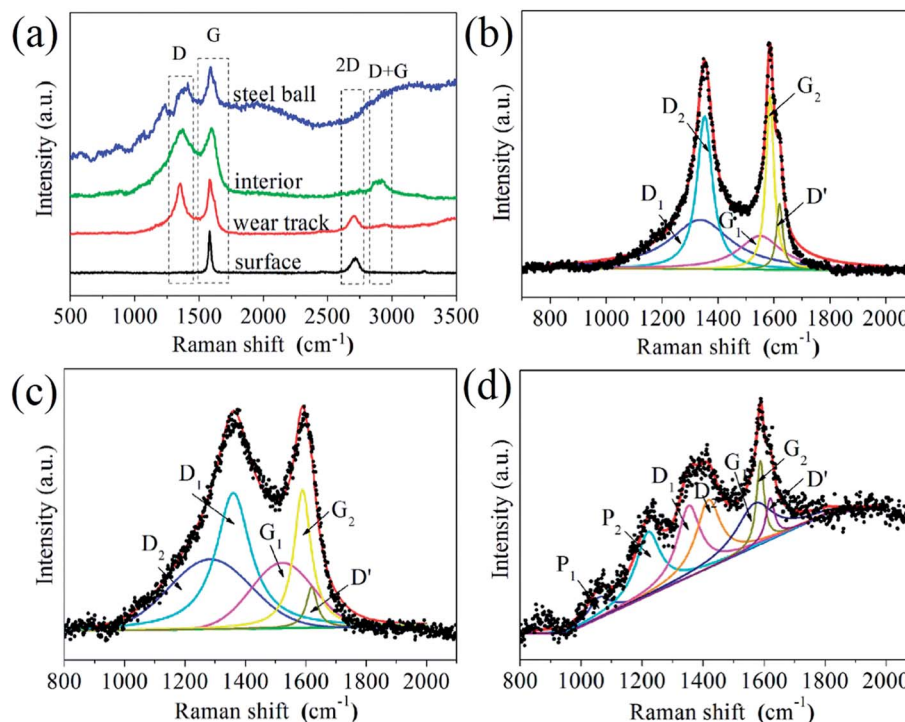 (a)
D
G
2D
D+G
steel ball
interior
wear track
surface
Intensity (a.u.)
500 1000 1500 2000 2500 3000 3500
Raman shift (cm-1)
(b)
D2
G2
D1
G1
D'
Intensity (a.u.)
800 1000 1200 1400 1600 1800 2000
Raman shift (cm-1)
(c)
D1
G2
G1
D2
D'
Intensity (a.u.)
800 1000 1200 1400 1600 1800 2000
Raman shift (cm-1)
(d)
G2
G
D1
D
D'
P2
P1
Intensity (a.u.)
800 1000 1200 1400 1600 1800 2000
Raman shift (cm-1)